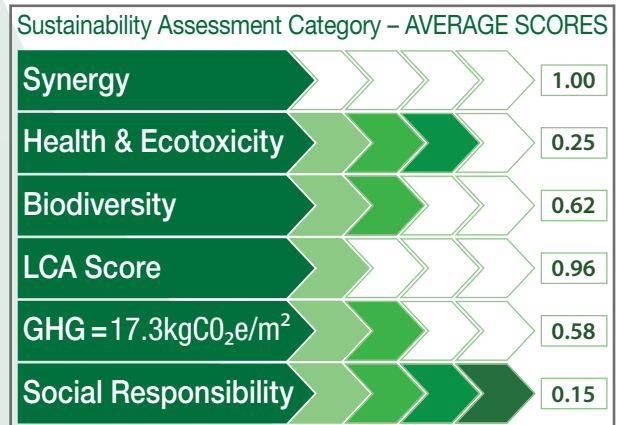 Sustainability Assessment Category – AVERAGE SCORES
Synergy 1.00
Health & Ecotoxicity 0.25
Biodiversity 0.62
LCA Score 0.96
GHG = 17.3kgC0₂e/m² 0.58
Social Responsibility 0.15